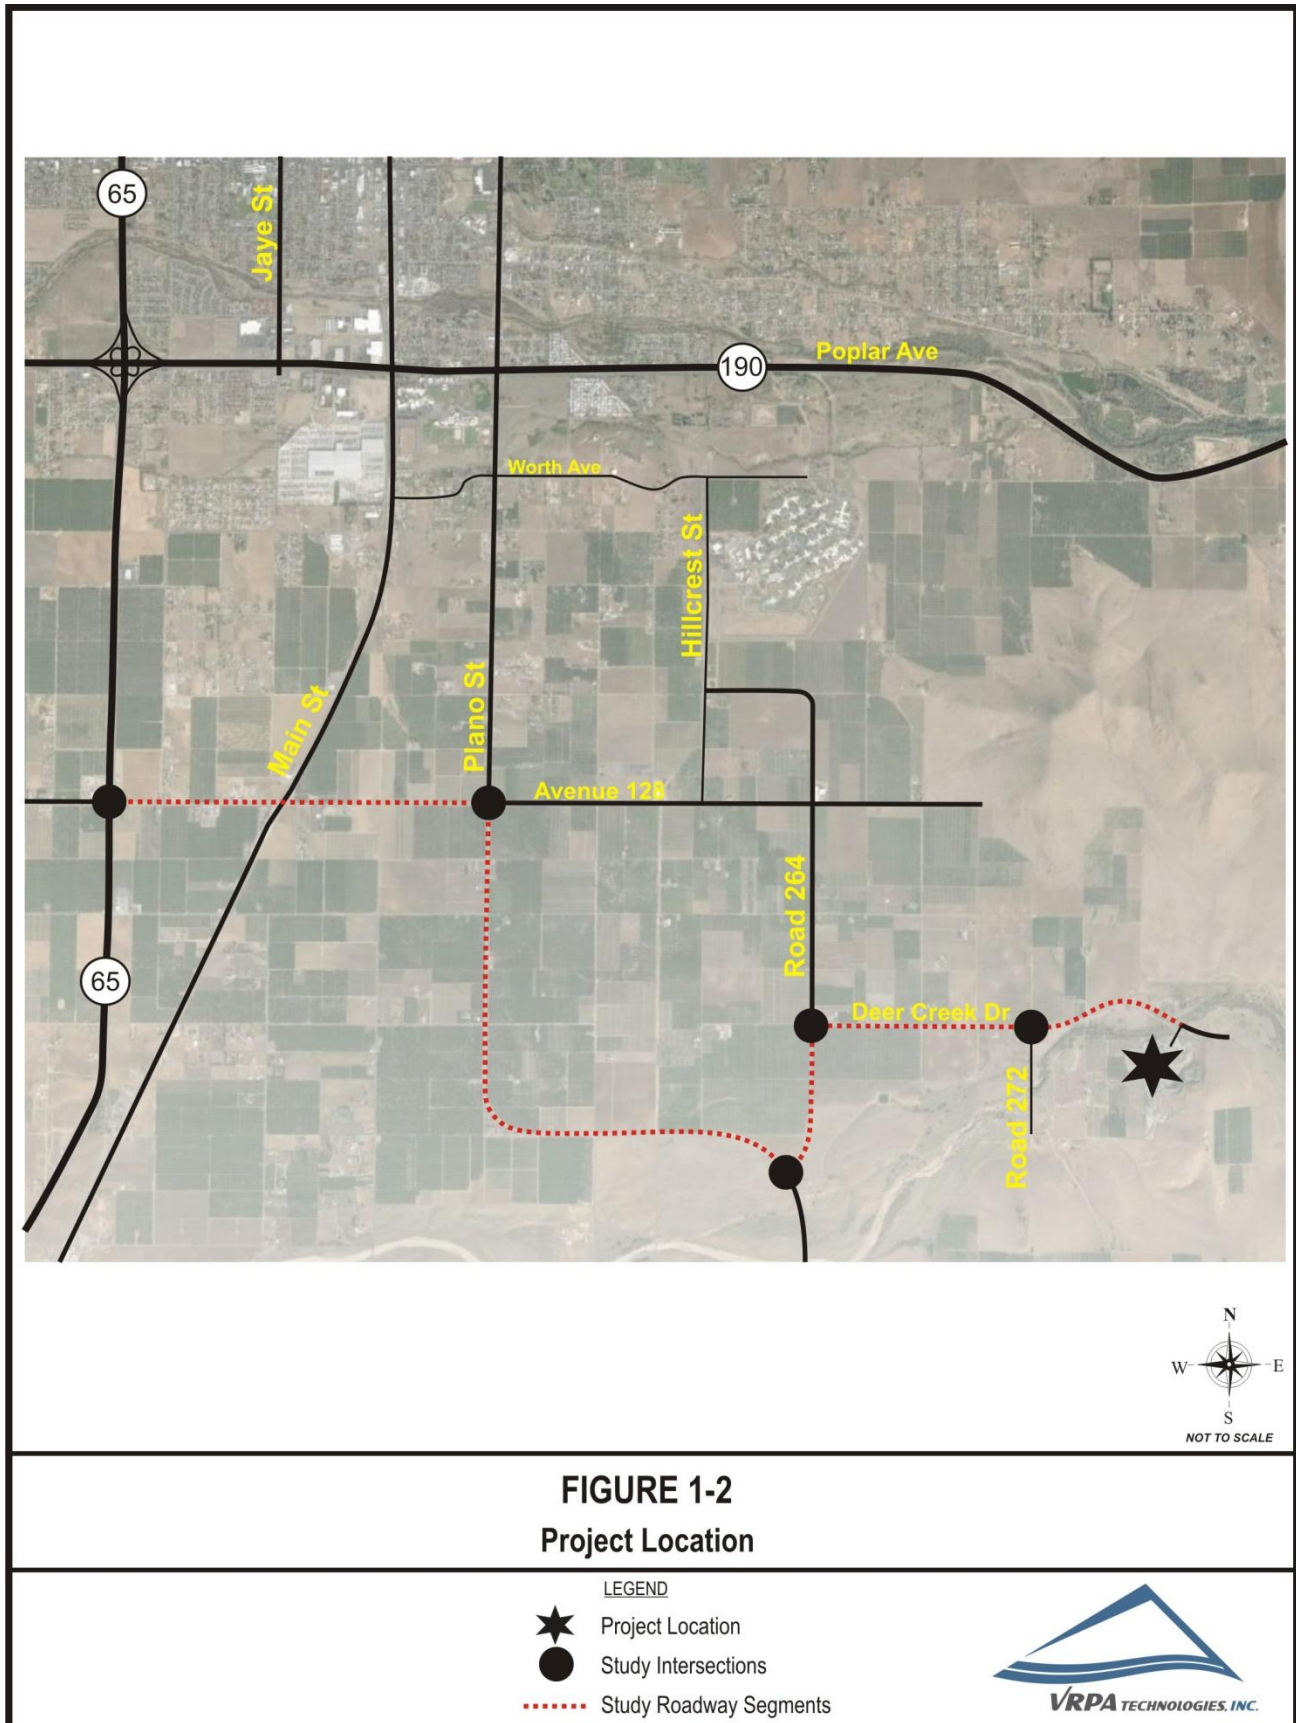 65
Jaye St
Poplar Ave
190
Worth Ave
Hillcrest St
Main St
Plano St
Avenue 128
Road 264
65
Deer Creek Dr
Road 272
N
W
E
S
NOT TO SCALE
FIGURE 1-2
Project Location
LEGEND
Project Location
Study Intersections
Study Roadway Segments
VRPA TECHNOLOGIES, INC.